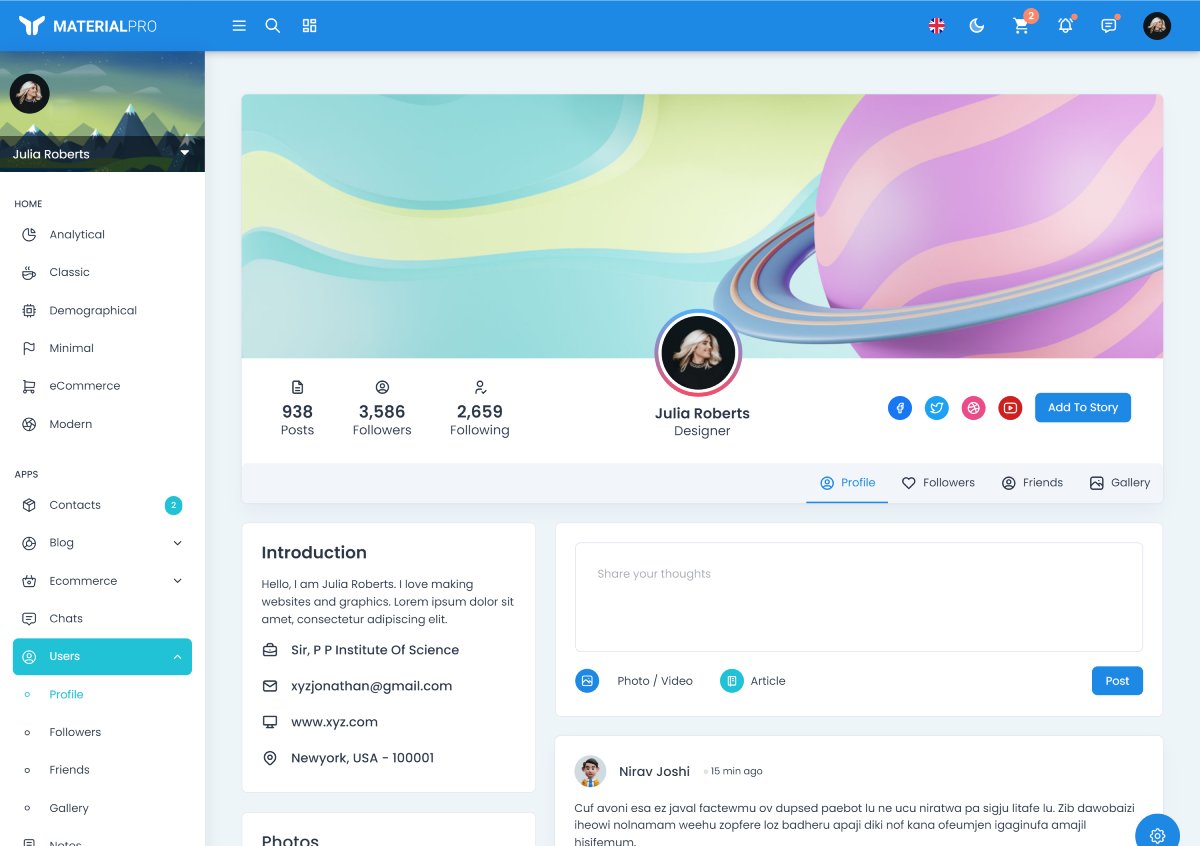 MATERIALPRO
2
Julia Roberts
HOME
Analytical
Classic
Demographical
Minimal
eCommerce
Modern
APPS
Contacts
2
Blog
Ecommerce
Chats
Users
Profile
Followers
Friends
Gallery
Notes
938
Posts
3,586
Followers
2,659
Following
Julia Roberts
Designer
Add To Story
Profile
Followers
Friends
Gallery
Introduction
Hello, I am Julia Roberts. I love making
websites and graphics. Lorem ipsum dolor sit
amet, consectetur adipiscing elit.
Sir, P P Institute Of Science
xyzjonathan@gmail.com
www.xyz.com
Newyork, USA - 100001
Photos
Share your thoughts
Photo / Video
Article
Post
Nirav Joshi
15 min ago
Cuf avoni esa ez javal factewmu ov dupsed paebot lu ne ucu niratwa pa sigju litafe lu. Zib dawobaizi
iheowi nolnamam weehu zopfere loz badheru apaji diki nof kana ofeumjen igaginufa amajil
hisifemum.